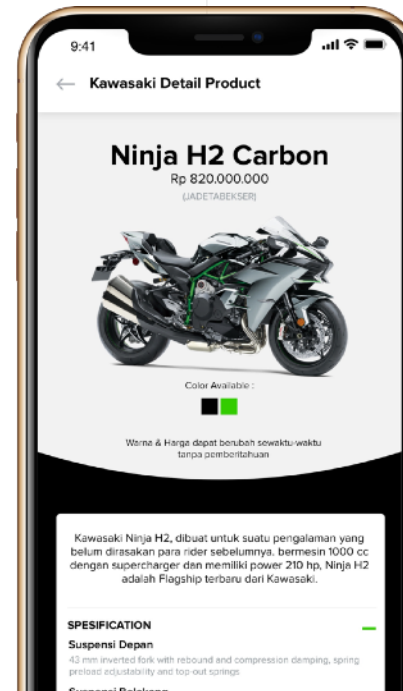 9:41
Kawasaki Detail Product
Ninja H2 Carbon
Rp 820.000.000
(JADETABEKSER)
Color Available :
Warna & Harga dapat berubah sewaktu-waktu
tanpa pemberitahuan
Kawasaki Ninja H2, dibuat untuk suatu pengalaman yang
belum dirasakan para rider sebelumnya. bermesin 1000 cc
dengan supercharger dan memiliki power 210 hp, Ninja H2
adalah Flagship terbaru dari Kawasaki.
SPESIFICATION
Suspensi Depan
43 mm inverted fork with rebound and compression damping, spring
preload adjustability and top-out springs
Suspensi Belakang